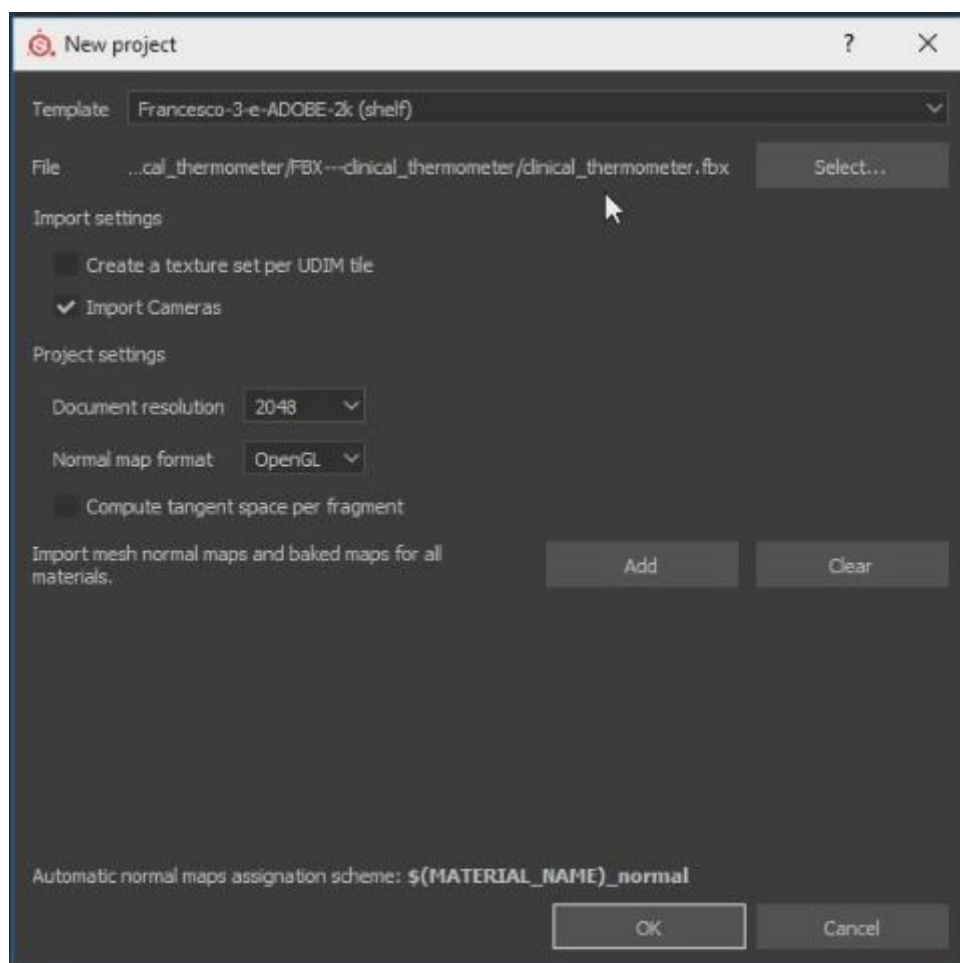 New project
Template Francesco-3-e-ADOBE-2k (shelf)
File ...cal_thermometer/FBX---clinical_thermometer/clinical_thermometer.fbx Select...
Import settings
Create a texture set per UDIM tile
Import Cameras
Project settings
Document resolution 2048
Normal map format OpenGL
Compute tangent space per fragment
Import mesh normal maps and baked maps for all
materials.
Add Clear
Automatic normal maps assignation scheme: $(MATERIAL_NAME)_normal
OK Cancel